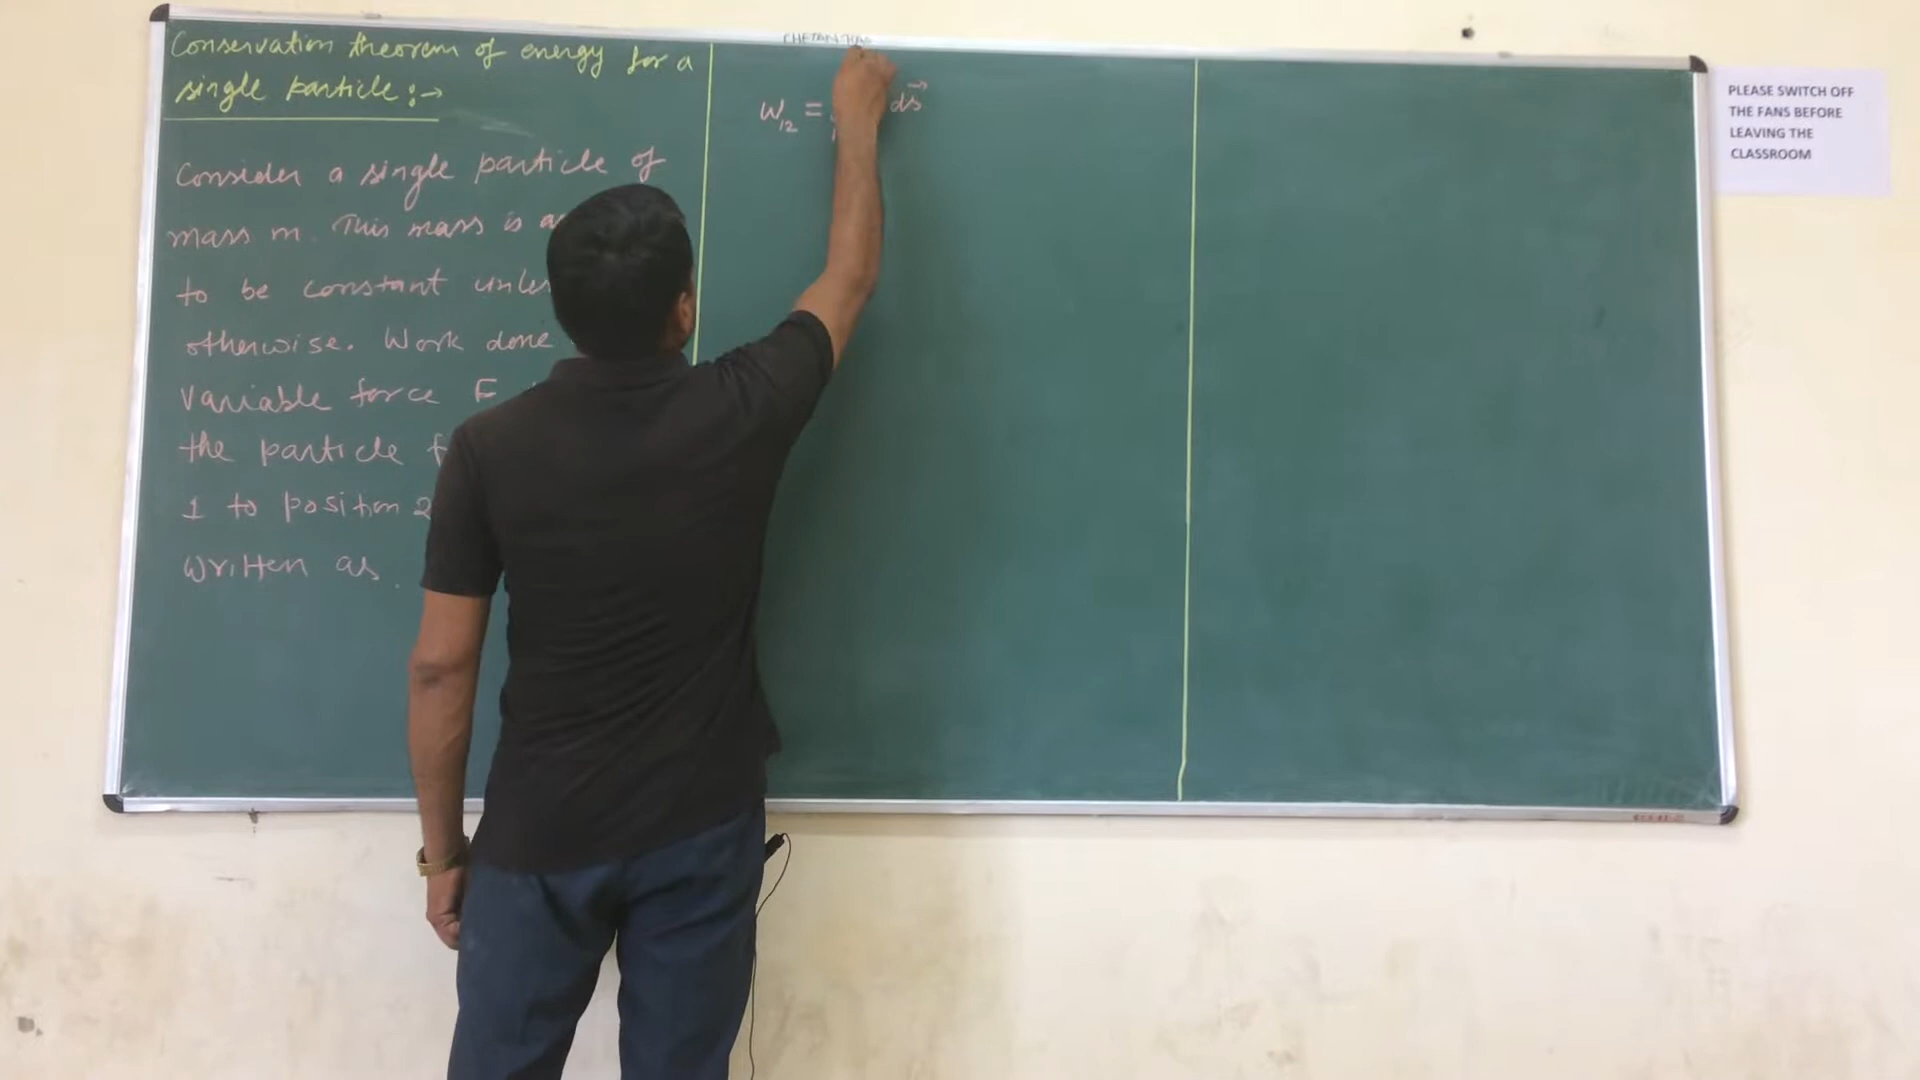 Conservation theorem of energy for a
single particle :→
Consider a single particle of
mass m. This mass is
to be constant
otherwise. Work done
variable force F
the particle
1 to position 2
written as
W₁₂ = ds⃗
PLEASE SWITCH OFF
THE FANS BEFORE
LEAVING THE
CLASSROOM